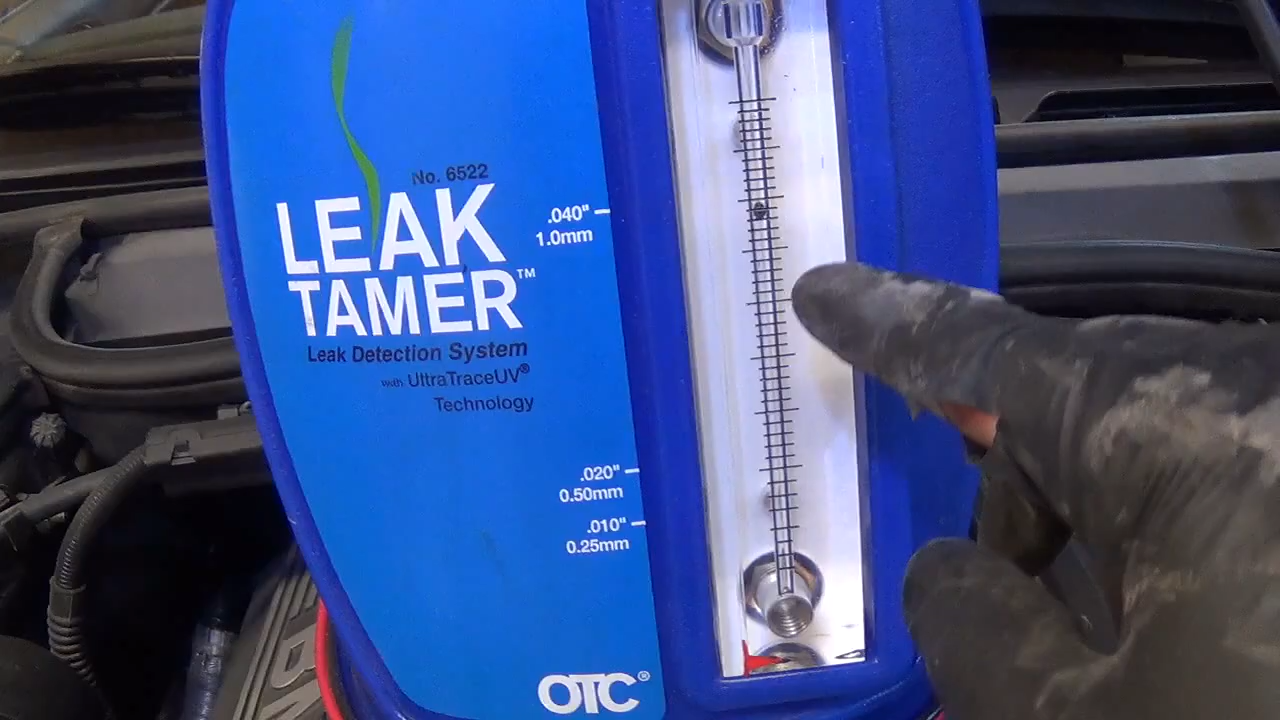 No. 6522
LEAK
TAMER™
Leak Detection System
with UltraTraceUV®
Technology
.040"
1.0mm
.020"
0.50mm
.010"
0.25mm
OTC®